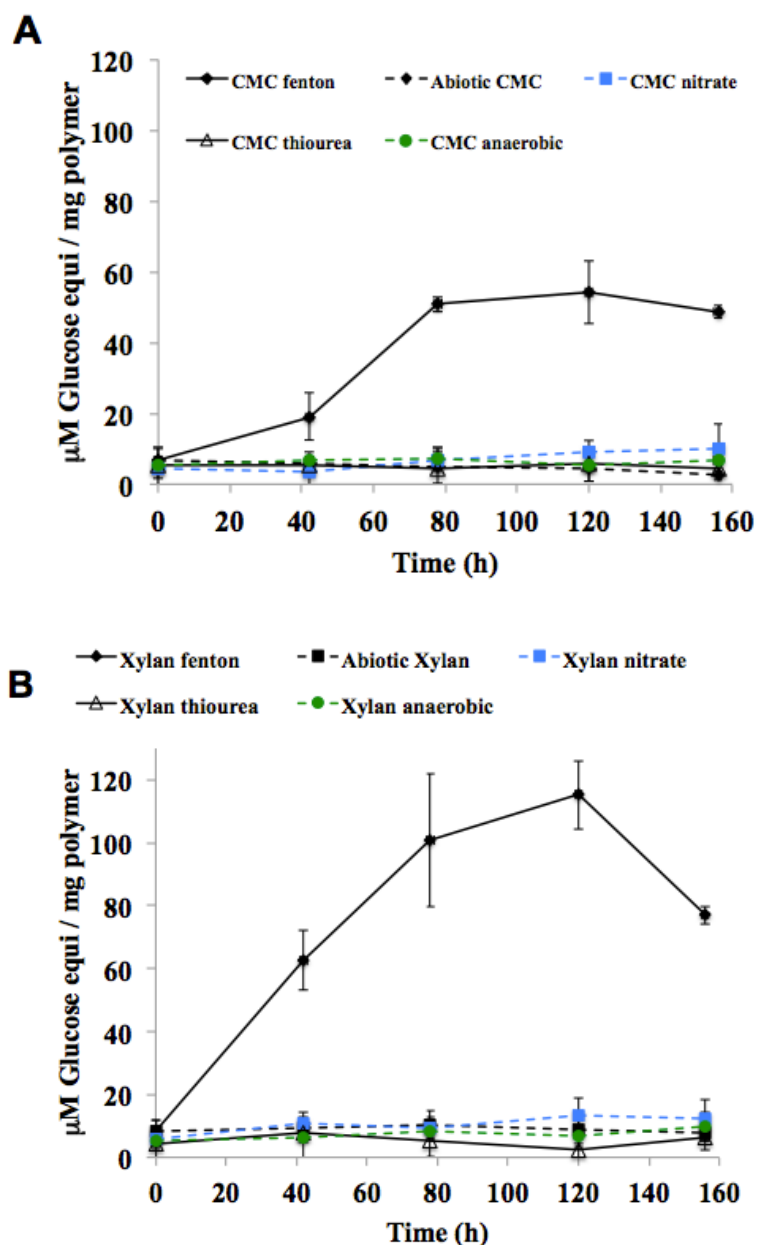 A
120
100
80
60
40
20
0
CMC fenton Abiotic CMC CMC nitrate
CMC thiourea CMC anaerobic
µM Glucose equi / mg polymer
0 20 40 60 80 100 120 140 160
Time (h)
Xylan fenton Abiotic Xylan Xylan nitrate
B
Xylan thiourea Xylan anaerobic
120
100
80
60
40
20
0
µM Glucose equi / mg polymer
0 20 40 60 80 100 120 140 160
Time (h)